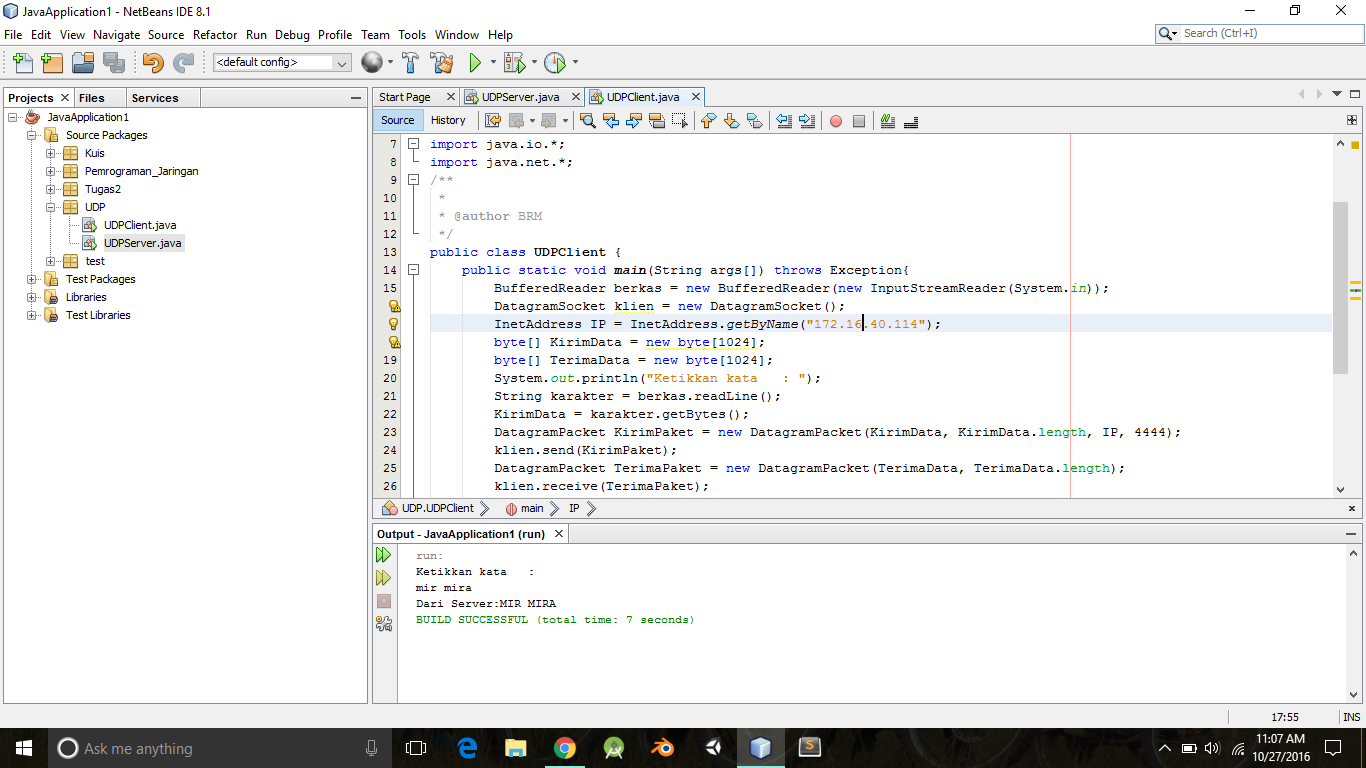 JavaApplication1 - NetBeans IDE 8.1
File Edit View Navigate Source Refactor Run Debug Profile Team Tools Window Help
Search (Ctrl+I)
<default config>
Projects Files Services
JavaApplication1
Source Packages
Kuis
Pemrograman_Jaringan
Tugas2
UDP
UDPClient.java
UDPServer.java
test
Test Packages
Libraries
Test Libraries
Start Page UDPServer.java UDPClient.java
Source History
7 import java.io.*;
8 import java.net.*;
9 /**
10 *
11 * @author BRM
12 */
13 public class UDPClient {
14 public static void main(String args[]) throws Exception{
15 BufferedReader berkas = new BufferedReader(new InputStreamReader(System.in));
DatagramSocket klien = new DatagramSocket();
InetAddress IP = InetAddress.getByName("172.16.40.114");
byte[] KirimData = new byte[1024];
19 byte[] TerimaData = new byte[1024];
20 System.out.println("Ketikkan kata   : ");
21 String karakter = berkas.readLine();
22 KirimData = karakter.getBytes();
23 DatagramPacket KirimPaket = new DatagramPacket(KirimData, KirimData.length, IP, 4444);
24 klien.send(KirimPaket);
25 DatagramPacket TerimaPaket = new DatagramPacket(TerimaData, TerimaData.length);
26 klien.receive(TerimaPaket);
UDP.UDPClient main IP
Output - JavaApplication1 (run)
run:
Ketikkan kata   :
mir mira
Dari Server:MIR MIRA
BUILD SUCCESSFUL (total time: 7 seconds)
17:55 INS
Ask me anything
11:07 AM
10/27/2016